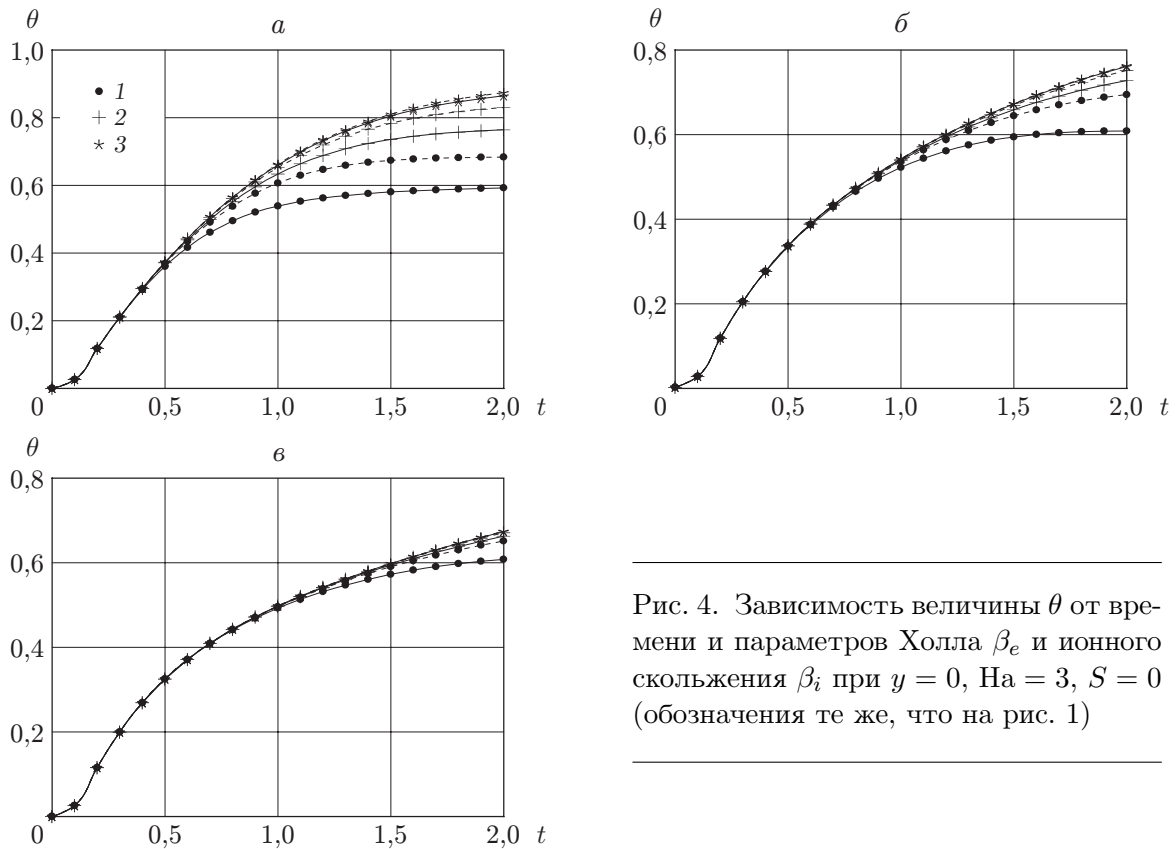 θ
а
1,0
1
2
3
0,8
0,6
0,4
0,2
0
0,5
1,0
1,5
2,0
t
θ
б
0,8
0,6
0,4
0,2
0
0,5
1,0
1,5
2,0
t
θ
в
0,8
0,6
0,4
0,2
0
0,5
1,0
1,5
2,0
t
Рис. 4. Зависимость величины θ от вре-
мени и параметров Холла βe и ионного
скольжения βi при y = 0, На = 3, S = 0
(обозначения те же, что на рис. 1)